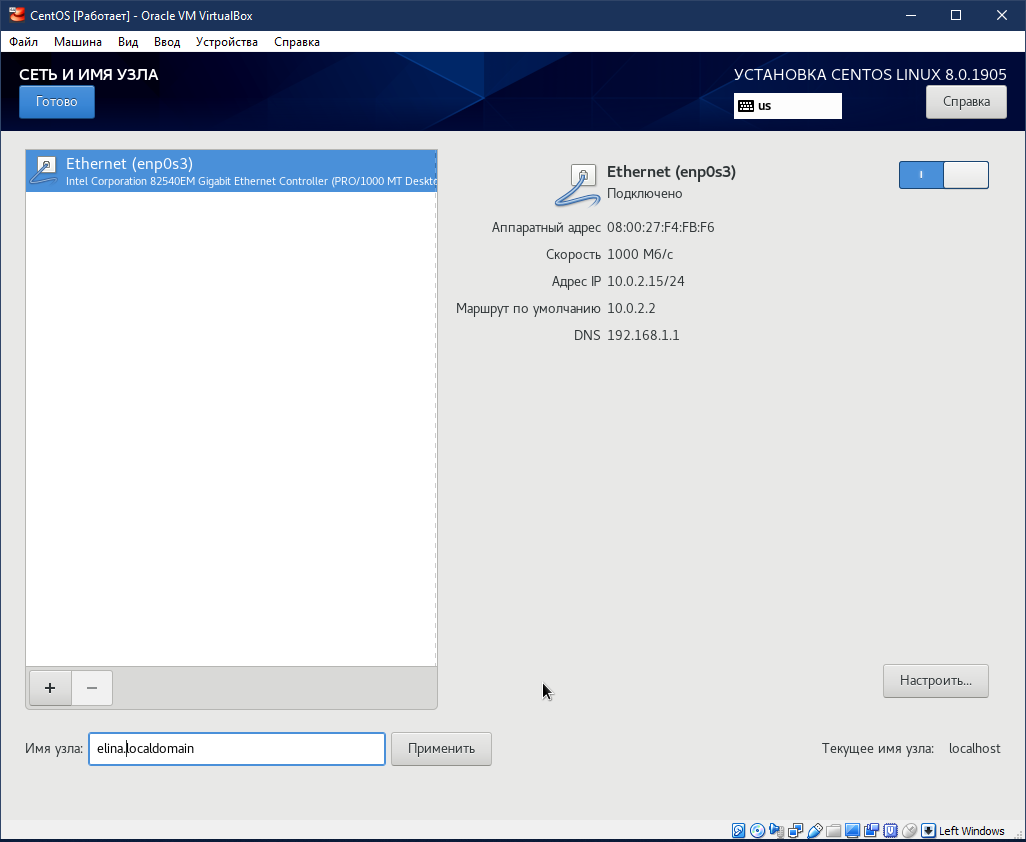 CentOS [Работает] - Oracle VM VirtualBox
Файл Машина Вид Ввод Устройства Справка
СЕТЬ И ИМЯ УЗЛА
УСТАНОВКА CENTOS LINUX 8.0.1905
Готово
us
Справка
Ethernet (enp0s3)
Intel Corporation 82540EM Gigabit Ethernet Controller (PRO/1000 MT Deskto
Ethernet (enp0s3)
Подключено
Аппаратный адрес 08:00:27:F4:FB:F6
Скорость 1000 Мб/с
Адрес IP 10.0.2.15/24
Маршрут по умолчанию 10.0.2.2
DNS 192.168.1.1
+ −
Настроить...
Имя узла: elina.localdomain Применить
Текущее имя узла: localhost
Left Windows